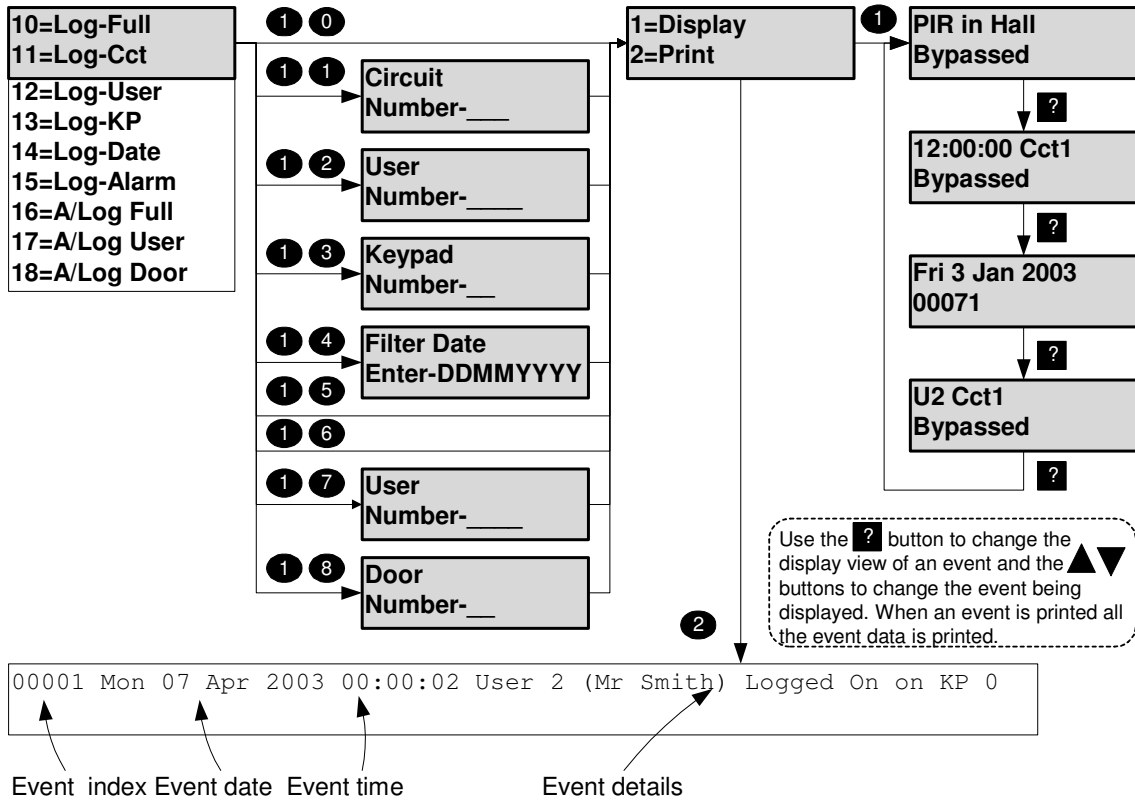 10=Log-Full
11=Log-Cct
12=Log-User
13=Log-KP
14=Log-Date
15=Log-Alarm
16=A/Log Full
17=A/Log User
18=A/Log Door
1 0
1 1
Circuit
Number-___
1 2
User
Number-____
1 3
Keypad
Number-__
1 4
Filter Date
Enter-DDMMYYYY
1 5
1 6
1 7
User
Number-____
1 8
Door
Number-__
1=Display
2=Print
1
PIR in Hall
Bypassed
?
12:00:00 Cct1
Bypassed
?
Fri 3 Jan 2003
00071
?
U2 Cct1
Bypassed
?
Use the ? button to change the
display view of an event and the ▲▼
buttons to change the event being
displayed. When an event is printed all
the event data is printed.
2
00001 Mon 07 Apr 2003 00:00:02 User 2 (Mr Smith) Logged On on KP 0
Event index Event date Event time Event details